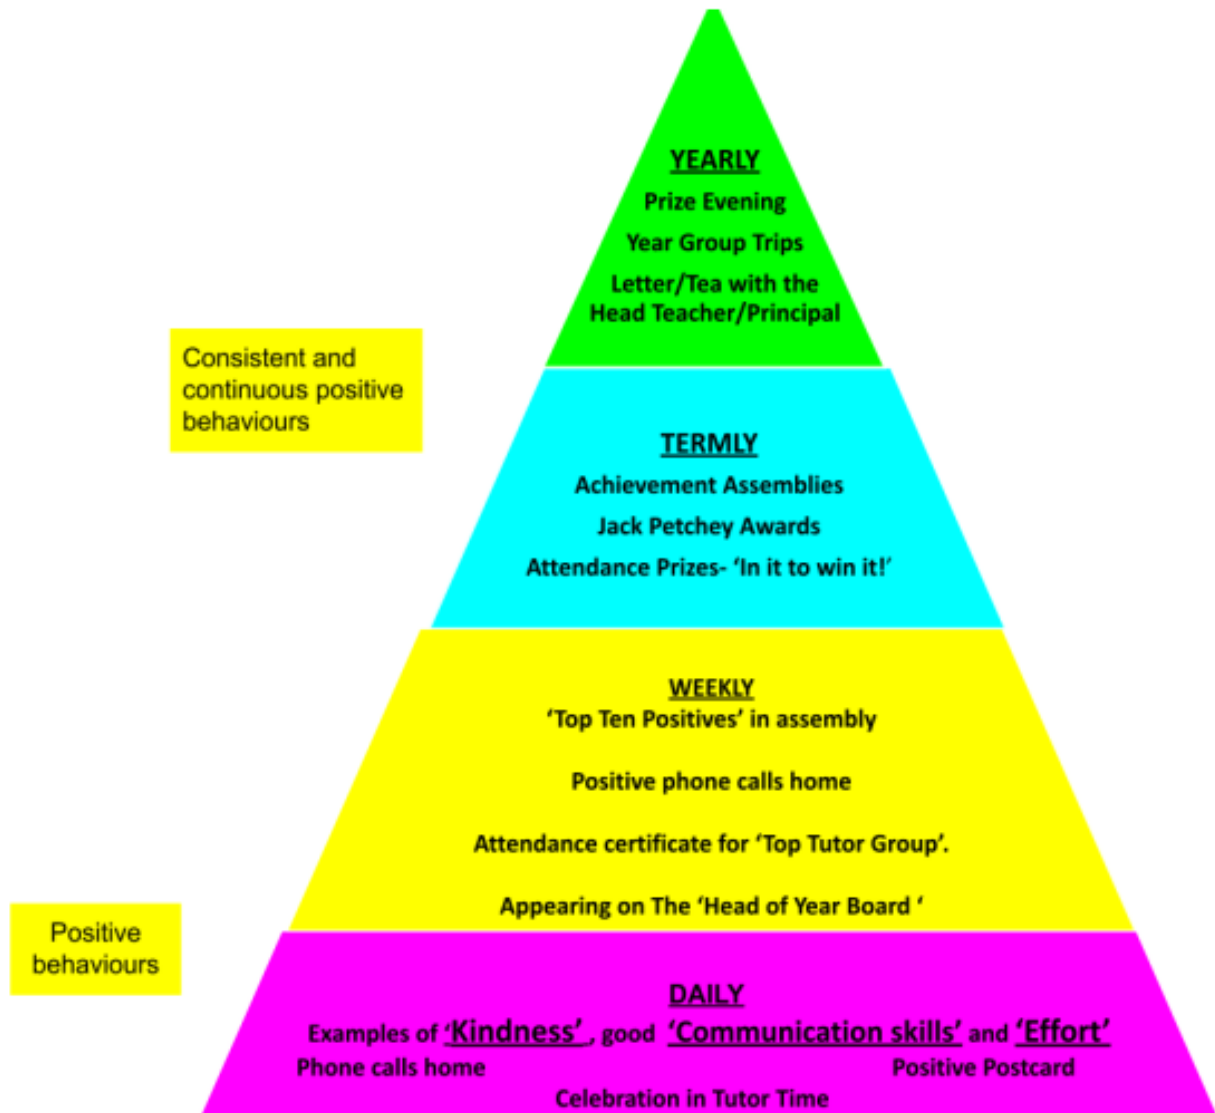 YEARLY
Prize Evening
Year Group Trips
Letter/Tea with the
Head Teacher/Principal
Consistent and
continuous positive
behaviours
TERMLY
Achievement Assemblies
Jack Petchey Awards
Attendance Prizes- ‘In it to win it!’
WEEKLY
‘Top Ten Positives’ in assembly
Positive phone calls home
Attendance certificate for ‘Top Tutor Group’.
Appearing on The ‘Head of Year Board ‘
Positive
behaviours
DAILY
Examples of ‘Kindness’ , good ‘Communication skills’ and ‘Effort’
Phone calls home Positive Postcard
Celebration in Tutor Time